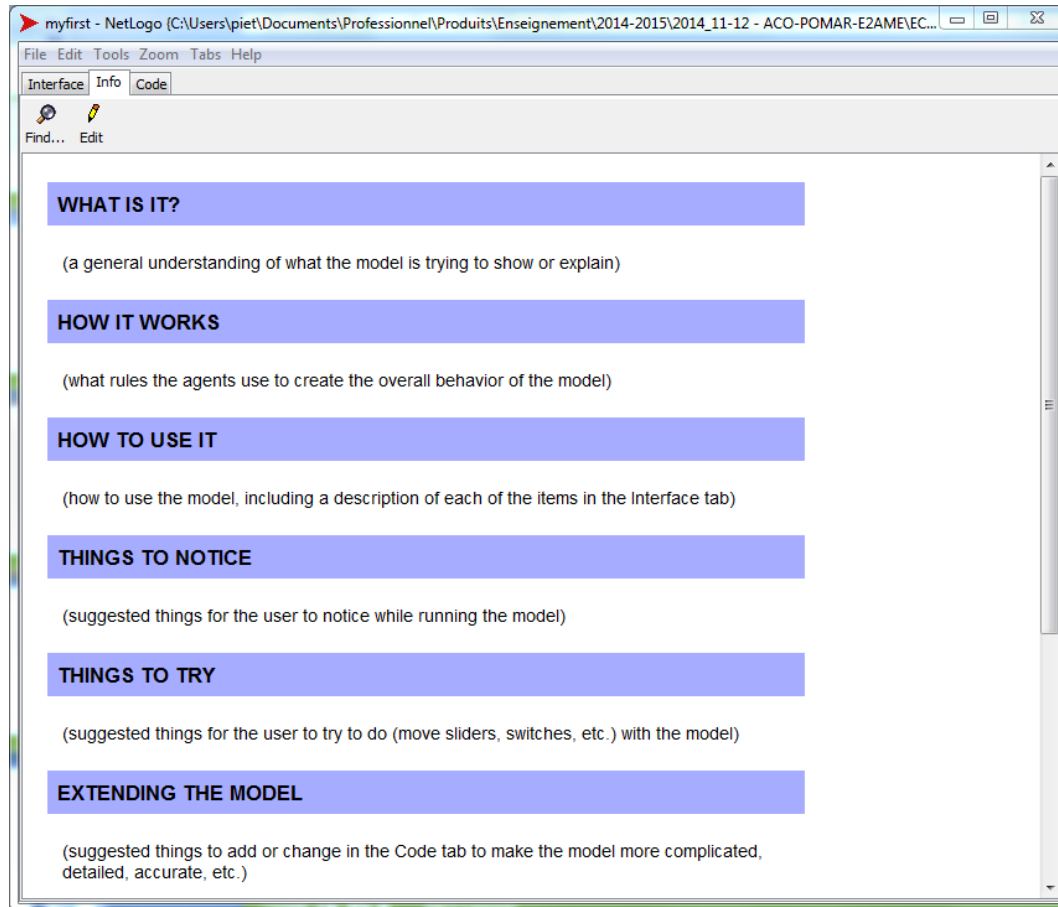 myfirst - NetLogo {C:\Users\piet\Documents\Professionnel\Produits\Enseignement\2014-2015\2014_11-12 - ACO-POMAR-E2AME\EC...
File Edit Tools Zoom Tabs Help
Interface Info Code
Find... Edit
WHAT IS IT?
(a general understanding of what the model is trying to show or explain)
HOW IT WORKS
(what rules the agents use to create the overall behavior of the model)
HOW TO USE IT
(how to use the model, including a description of each of the items in the Interface tab)
THINGS TO NOTICE
(suggested things for the user to notice while running the model)
THINGS TO TRY
(suggested things for the user to try to do (move sliders, switches, etc.) with the model)
EXTENDING THE MODEL
(suggested things to add or change in the Code tab to make the model more complicated,
detailed, accurate, etc.)